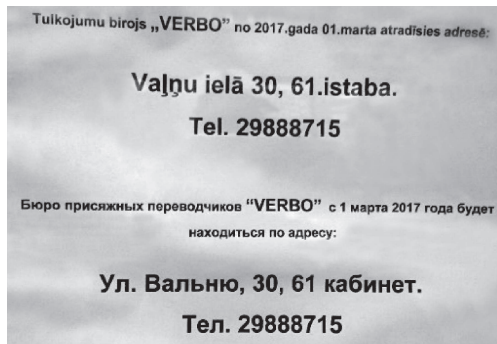 Tulkojumu birojs „VERBO” no 2017.gada 01.marta atradīsies adresē:
Vaļņu ielā 30, 61.istaba.
Tel. 29888715
Бюро присяжных переводчиков “VERBO” с 1 марта 2017 года будет
находиться по адресу:
Ул. Вальню, 30, 61 кабинет.
Тел. 29888715